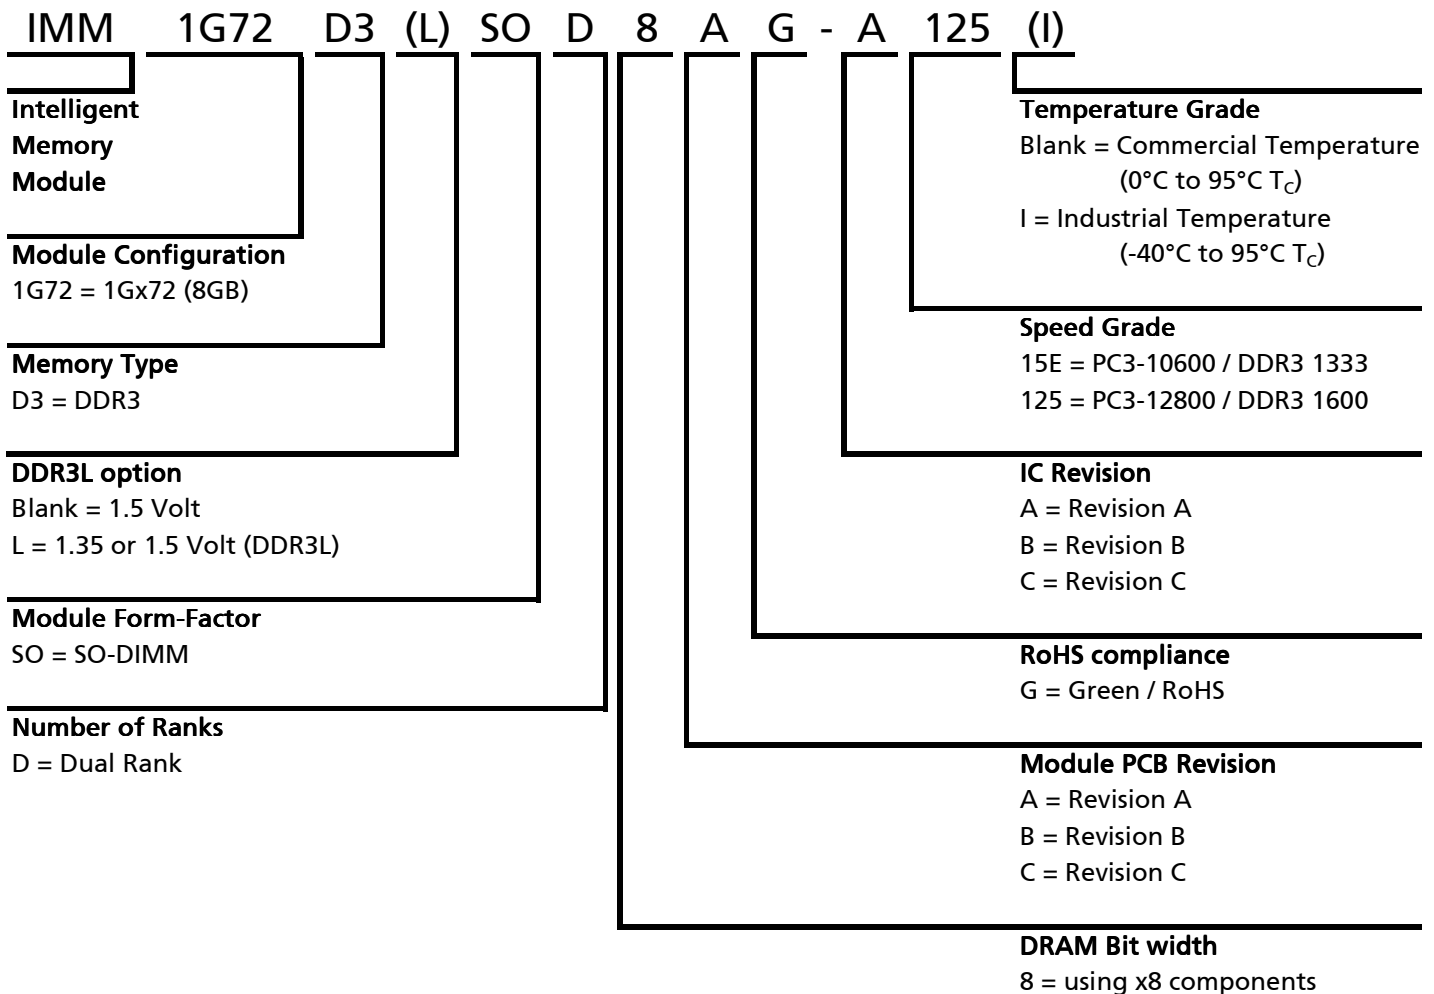 IMM 1G72 D3 (L) SO D 8 A G - A 125 (I)
Intelligent
Memory
Module
Module Configuration
1G72 = 1Gx72 (8GB)
Memory Type
D3 = DDR3
DDR3L option
Blank = 1.5 Volt
L = 1.35 or 1.5 Volt (DDR3L)
Module Form-Factor
SO = SO-DIMM
Number of Ranks
D = Dual Rank
Temperature Grade
Blank = Commercial Temperature
(0°C to 95°C TC)
I = Industrial Temperature
(-40°C to 95°C TC)
Speed Grade
15E = PC3-10600 / DDR3 1333
125 = PC3-12800 / DDR3 1600
IC Revision
A = Revision A
B = Revision B
C = Revision C
RoHS compliance
G = Green / RoHS
Module PCB Revision
A = Revision A
B = Revision B
C = Revision C
DRAM Bit width
8 = using x8 components